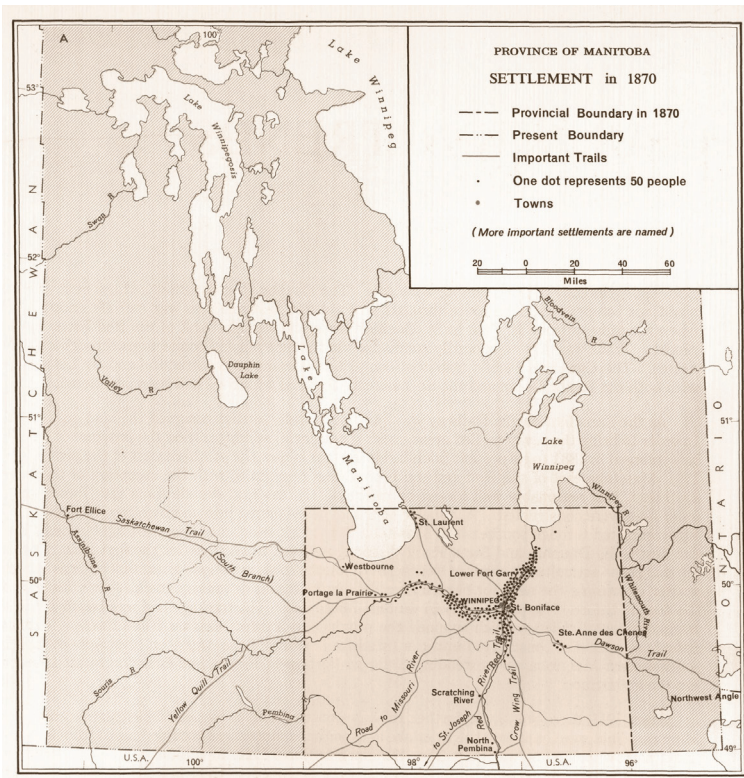 A
100°
PROVINCE OF MANITOBA
SETTLEMENT in 1870
Provincial Boundary in 1870
Present Boundary
Important Trails
One dot represents 50 people
Towns
(More important settlements are named)
20 0 20 40 60
Miles
Lake Winnipeg
53°
Lake Winnipegosis
Swan R
52°
SASKATCHEWAN
Bloodvein R
Dauphin Lake
Valley R
Lake Manitoba
51°
51°
ONTARIO
Lake Winnipeg
Winnipeg R
Fort Ellice
Saskatchewan Trail
(South Branch)
Assiniboine R
St. Laurent
Westbourne
50°
50°
Lower Fort Garry
Portage la Prairie
WINNIPEG
St. Boniface
Whitemouth River
Ste. Anne des Chenes
Dawson Trail
Northwest Angle
Souris R
Yellow Quill Trail
Pembina
Road to Missouri River
to St. Joseph
Scratching River
Red River
Red Trail
Crow Wing Trail
North Pembina
49°
U.S.A.
U.S.A.
100°
98°
96°